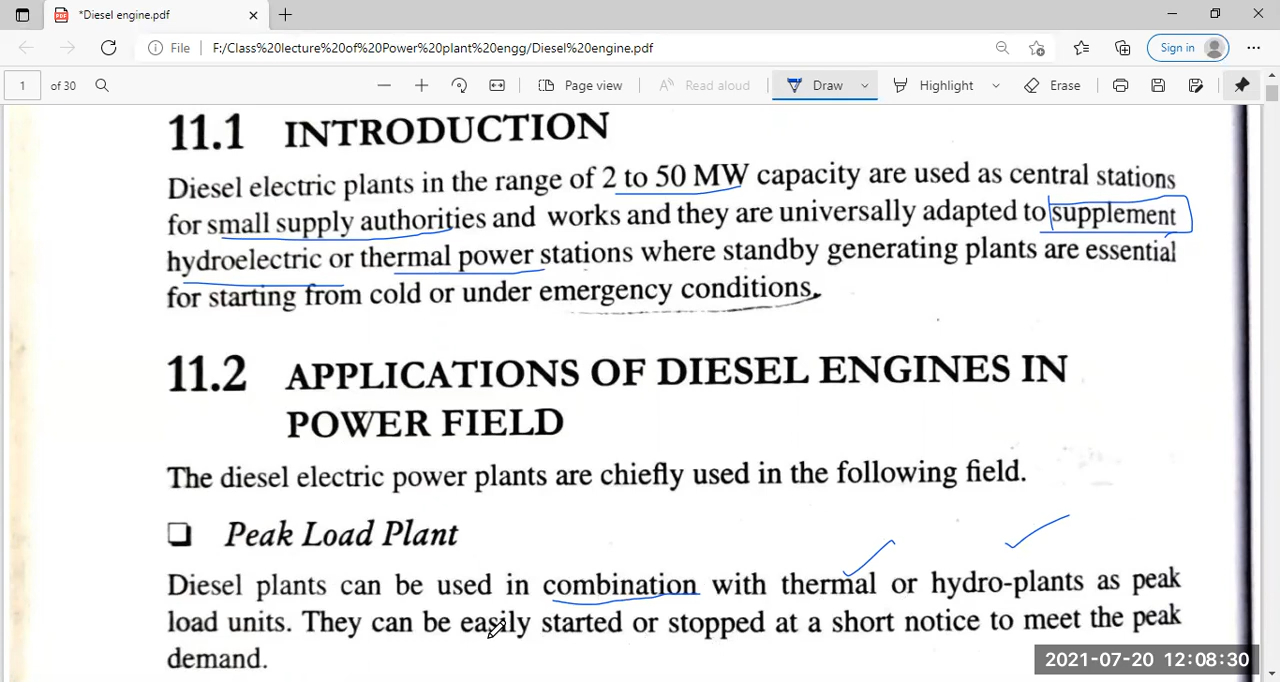 *Diesel engine.pdf
File F:/Class%20lecture%20of%20Power%20plant%20engg/Diesel%20engine.pdf Sign in
1 of 30 Page view Read aloud Draw Highlight Erase
11.1 INTRODUCTION
Diesel electric plants in the range of 2 to 50 MW capacity are used as central stations
for small supply authorities and works and they are universally adapted to supplement
hydroelectric or thermal power stations where standby generating plants are essential
for starting from cold or under emergency conditions.
11.2 APPLICATIONS OF DIESEL ENGINES IN
POWER FIELD
The diesel electric power plants are chiefly used in the following field.
Peak Load Plant
Diesel plants can be used in combination with thermal or hydro-plants as peak
load units. They can be easily started or stopped at a short notice to meet the peak
demand.
2021-07-20 12:08:30